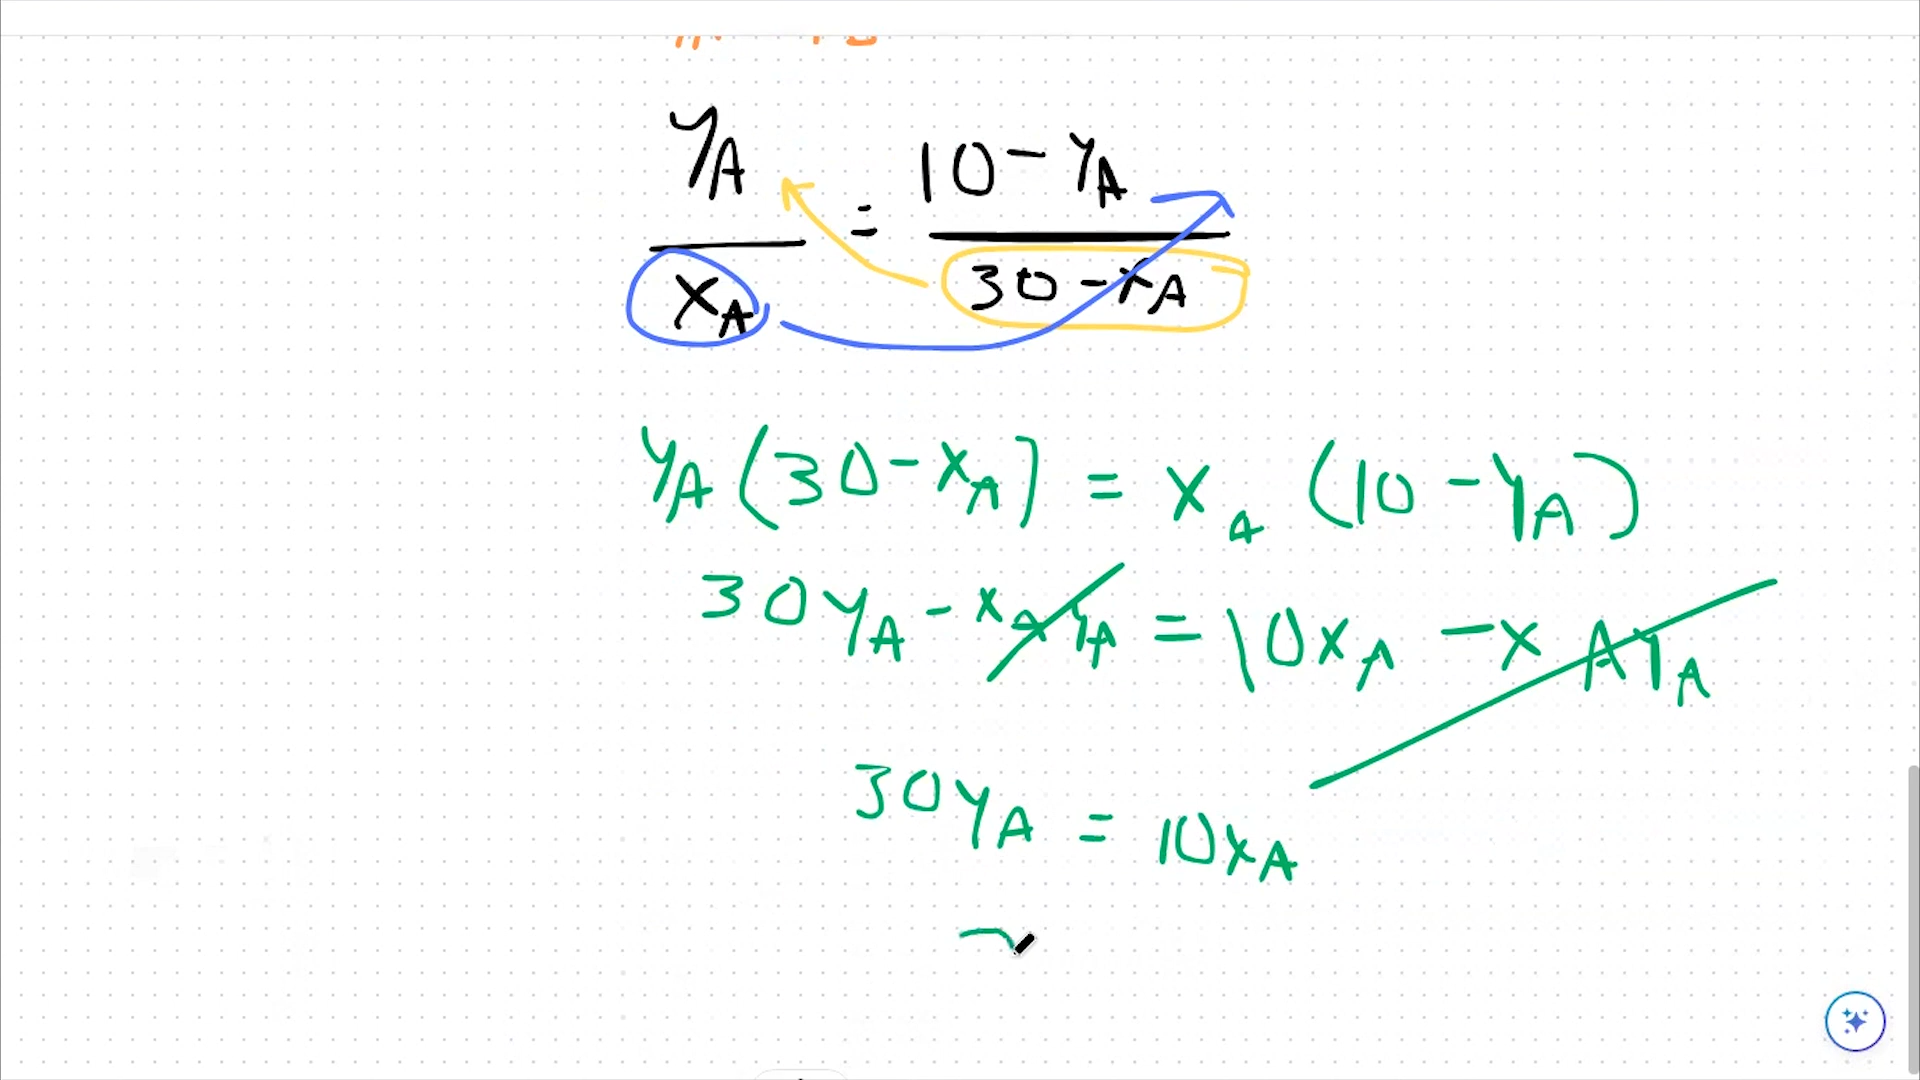 yA / xA = 10 - yA / 30 - xA
yA (30 - xA) = xA (10 - yA)
30yA - xAyA = 10xA - xAyA
30yA = 10xA